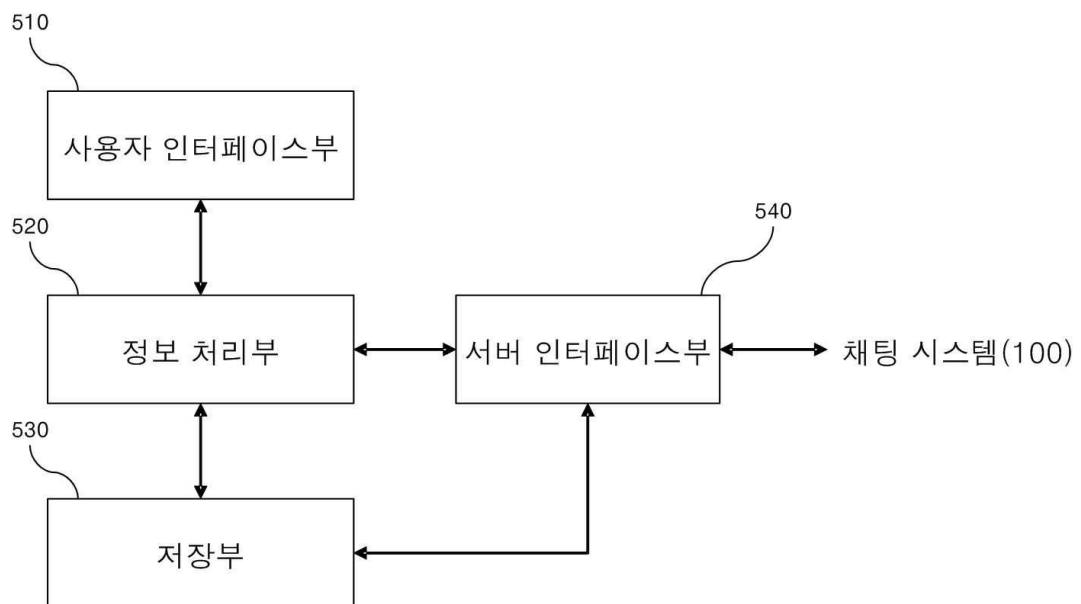 510
사용자 인터페이스부
520
540
정보 처리부
서버 인터페이스부
채팅 시스템(100)
530
저장부